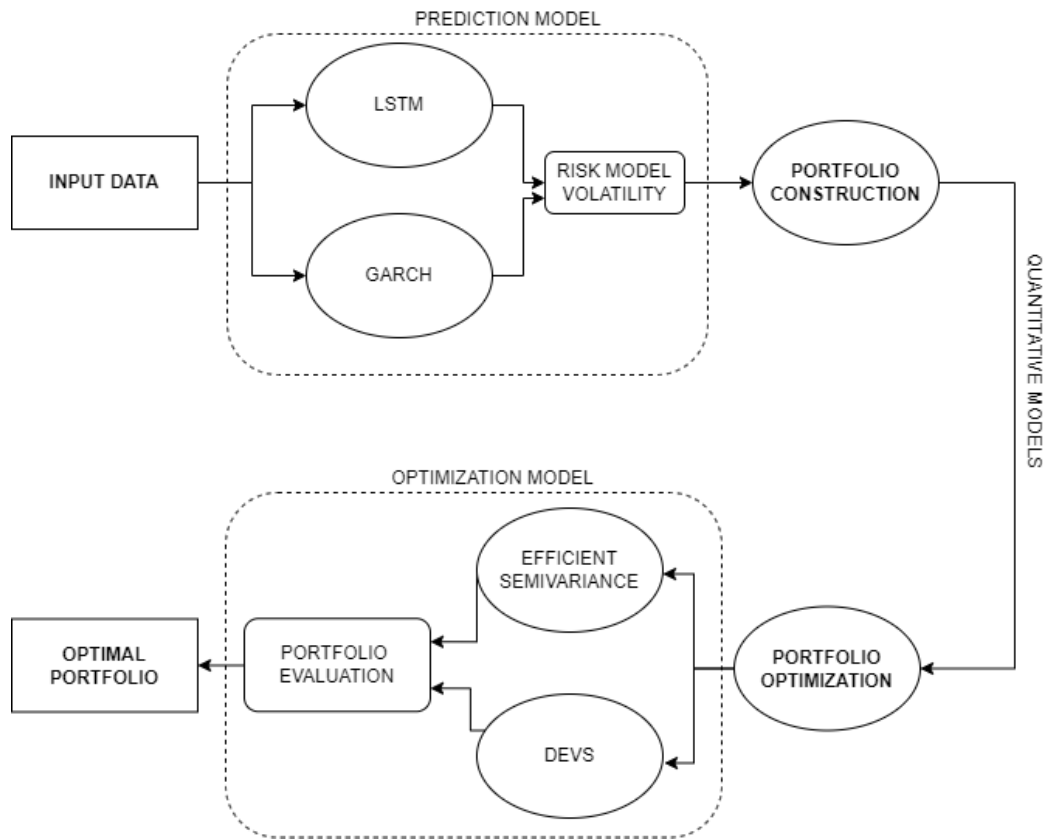 PREDICTION MODEL
LSTM
INPUT DATA
RISK MODEL
VOLATILITY
PORTFOLIO
CONSTRUCTION
GARCH
QUANTITATIVE MODELS
OPTIMIZATION MODEL
EFFICIENT
SEMIVARIANCE
OPTIMAL
PORTFOLIO
PORTFOLIO
EVALUATION
PORTFOLIO
OPTIMIZATION
DEVS